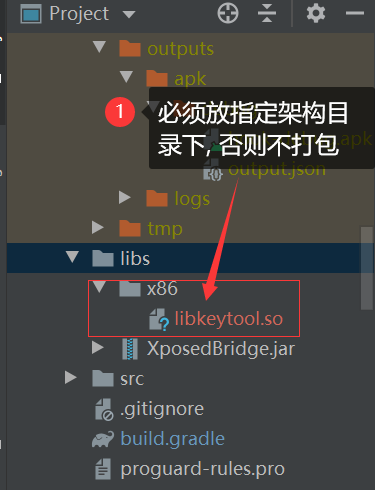 Project
outputs
apk
1
必须放指定架构目
录下, 否则不打包
apk
output.json
logs
tmp
libs
x86
libkeytool.so
XposedBridge.jar
src
.gitignore
build.gradle
proguard-rules.pro